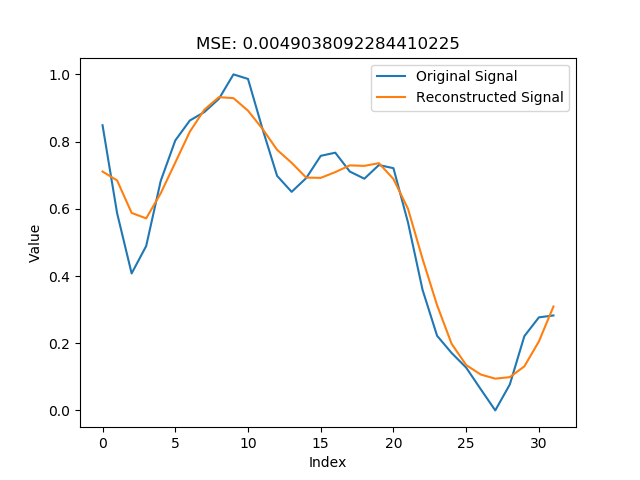 MSE: 0.0049038092284410225
Original Signal
Reconstructed Signal
1.0
0.8
0.6
0.4
0.2
0.0
Value
0 5 10 15 20 25 30
Index